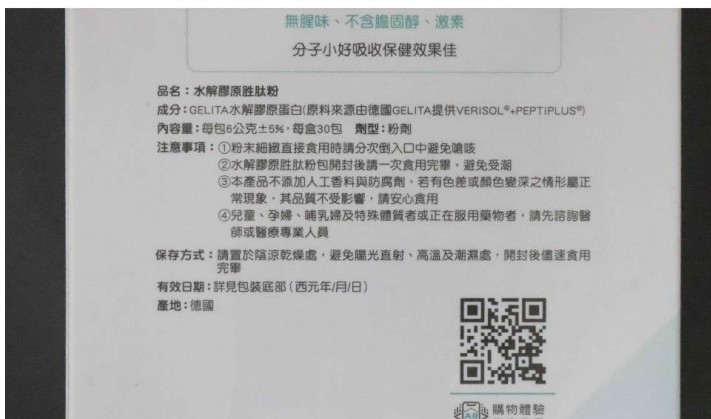 無腥味、不含膽固醇、激素
分子小好吸收保健效果佳
品名：水解膠原胜肽粉
成分：GELITA水解膠原蛋白(原料來源由德國GELITA提供VERISOL®+PEPTIPLUS®)
內容量：每包6公克±5%，每盒30包 劑型：粉劑
注意事項：①粉末細緻直接食用時請分次倒入口中避免嗆咳
②水解膠原胜肽粉包開封後請一次食用完畢，避免受潮
③本產品不添加人工香料與防腐劑，若有色差或顏色變深之情形屬正
常現象，其品質不受影響，請安心食用
④兒童、孕婦、哺乳婦及特殊體質者或正在服用藥物者，請先諮詢醫
師或醫療專業人員
保存方式：請置於陰涼乾燥處，避免陽光直射、高溫及潮濕處，開封後儘速食用
完畢
有效日期：詳見包裝底部（西元年/月/日）
產地：德國
購物體驗